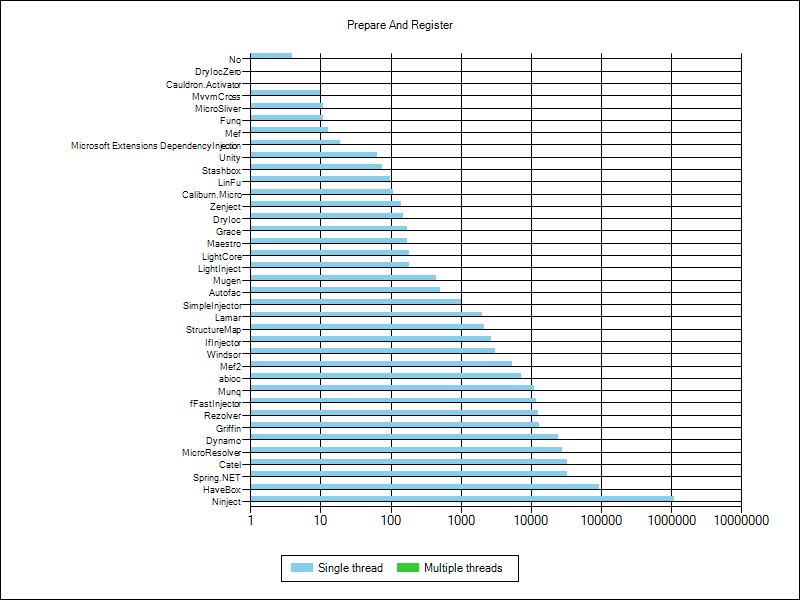 Prepare And Register
No
DryIocZero
Cauldron.Activator
MvvmCross
MicroSliver
Funq
Mef
Microsoft Extensions DependencyInjection
Unity
Stashbox
LinFu
Caliburn.Micro
Zenject
DryIoc
Grace
Maestro
LightCore
LightInject
Mugen
Autofac
SimpleInjector
Lamar
StructureMap
IfInjector
Windsor
Mef2
abioc
Munq
fFastInjector
Rezolver
Griffin
Dynamo
MicroResolver
Catel
Spring.NET
HaveBox
Ninject
1 10 100 1000 10000 100000 1000000 10000000
Single thread Multiple threads